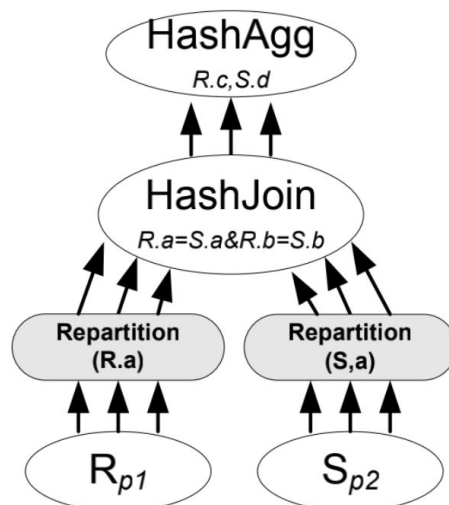 HashAgg
R.c,S.d
HashJoin
R.a=S.a&R.b=S.b
Repartition
(R.a)
Repartition
(S,a)
Rp1
Sp2